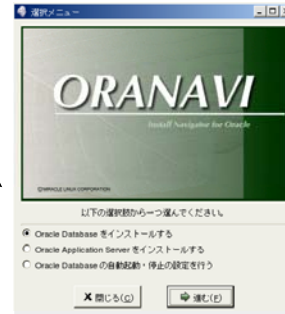 選択メニュー
ORANAVI
Install Navigator for Oracle
©MIRACLE LINUX CORPORATION
以下の選択肢から一つ選んでください。
Oracle Database をインストールする
Oracle Application Server をインストールする
Oracle Database の自動起動・停止の設定を行う
閉じる(C) 進む(F)